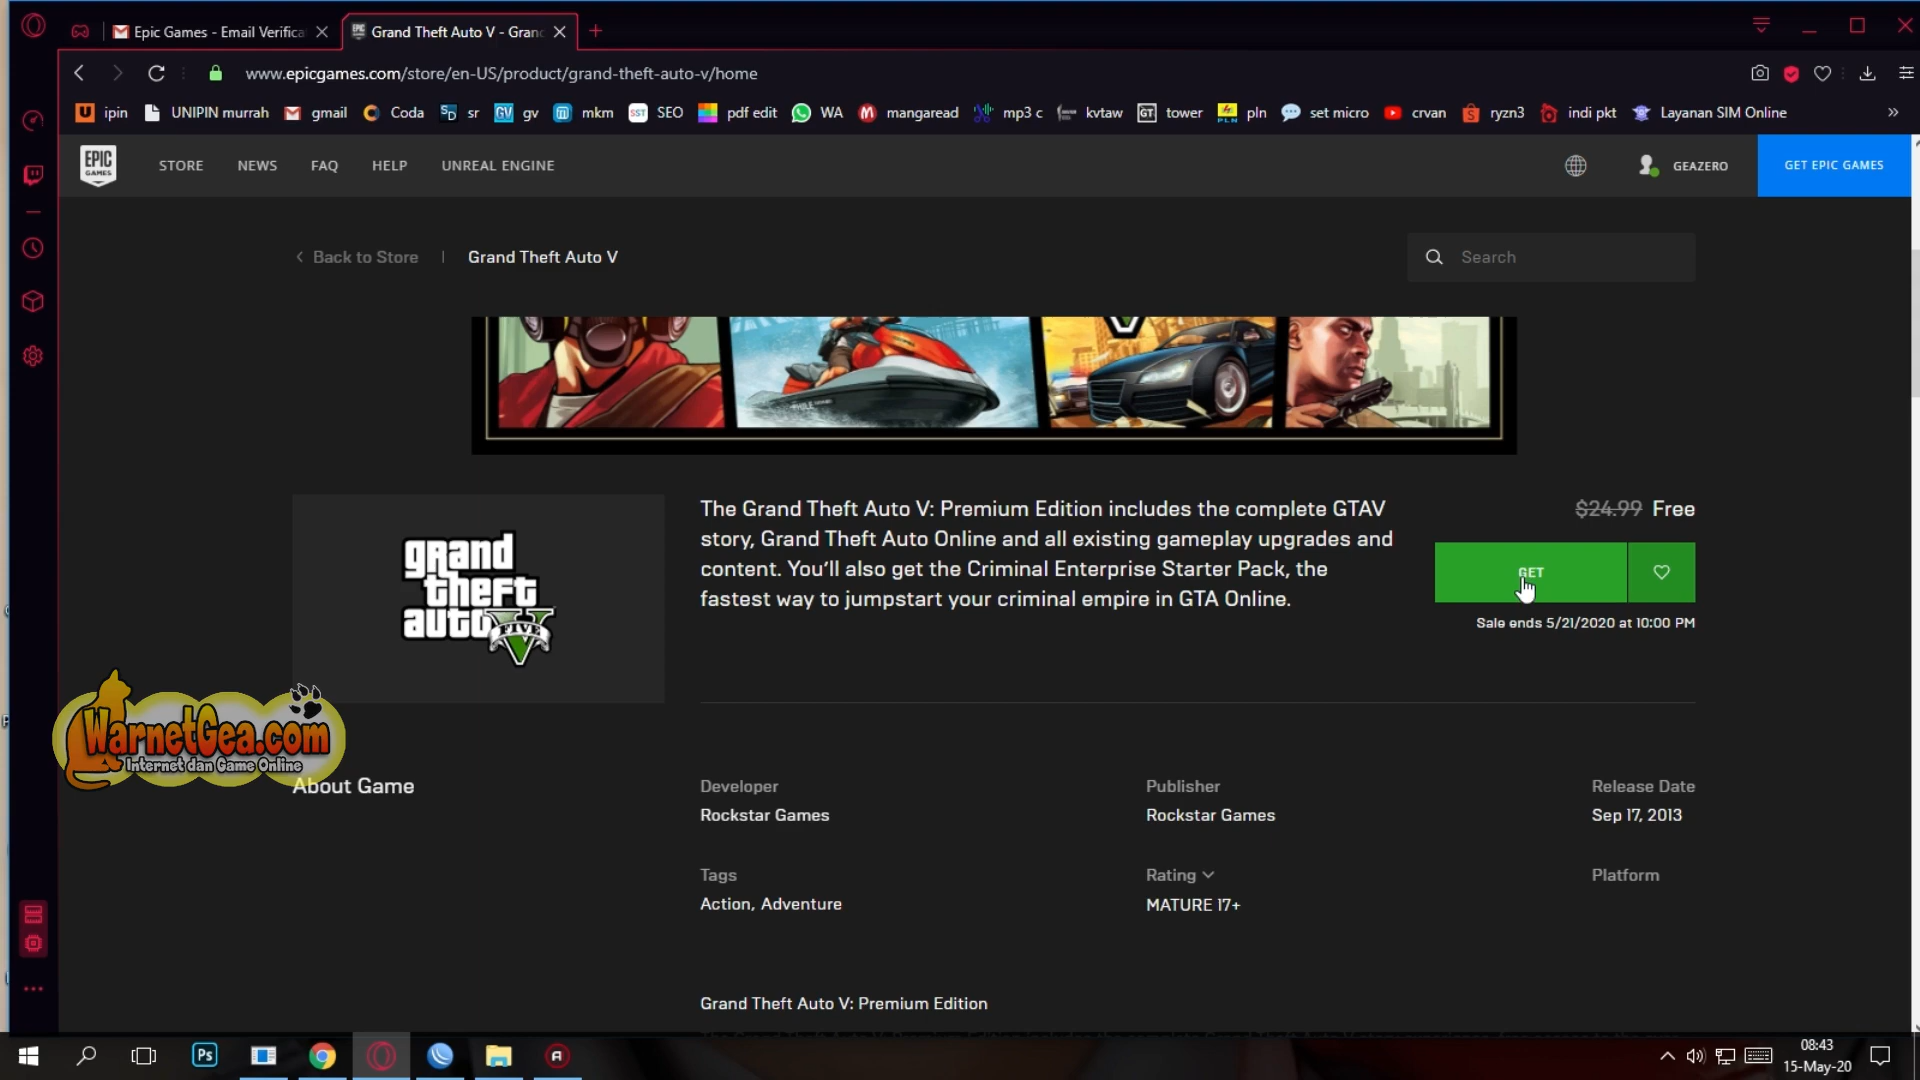 Epic Games - Email Verifica
Grand Theft Auto V - Gran
www.epicgames.com/store/en-US/product/grand-theft-auto-v/home
ipin
UNIPIN murrah
gmail
Coda
sr
gv
mkm
SEO
pdf edit
WA
mangaread
mp3 c
kvtaw
tower
pln
set micro
crvan
ryzn3
indi pkt
Layanan SIM Online
EPIC GAMES
STORE
NEWS
FAQ
HELP
UNREAL ENGINE
GEAZERO
GET EPIC GAMES
Back to Store
Grand Theft Auto V
Search
grand
theft
auto
FIVE
The Grand Theft Auto V: Premium Edition includes the complete GTAV
story, Grand Theft Auto Online and all existing gameplay upgrades and
content. You’ll also get the Criminal Enterprise Starter Pack, the
fastest way to jumpstart your criminal empire in GTA Online.
$24.99 Free
GET
Sale ends 5/21/2020 at 10:00 PM
WarnetGea.com
Internet dan Game Online
About Game
Developer
Rockstar Games
Publisher
Rockstar Games
Release Date
Sep 17, 2013
Tags
Action, Adventure
Rating
MATURE 17+
Platform
Grand Theft Auto V: Premium Edition
Ps
08:43
15-May-20